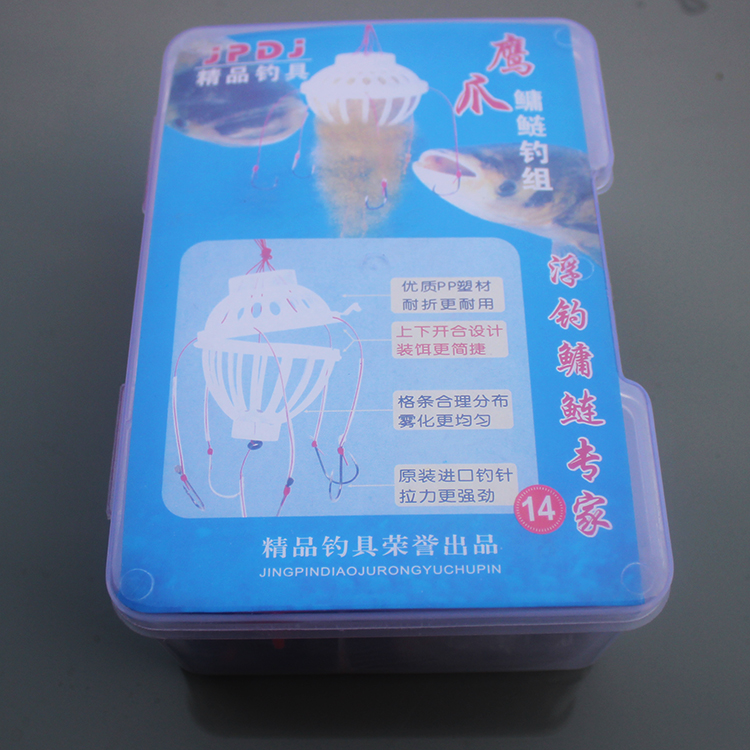 JPDJ
精品钓具
鹰爪
鳙鲢钓组
浮钓鳙鲢专家
优质PP塑材
耐折更耐用
上下开合设计
装饵更简捷
格条合理分布
雾化更均匀
原装进口钓针
拉力更强劲
14
精品钓具荣誉出品
JINGPINDIAOJURONGYUCHUPIN